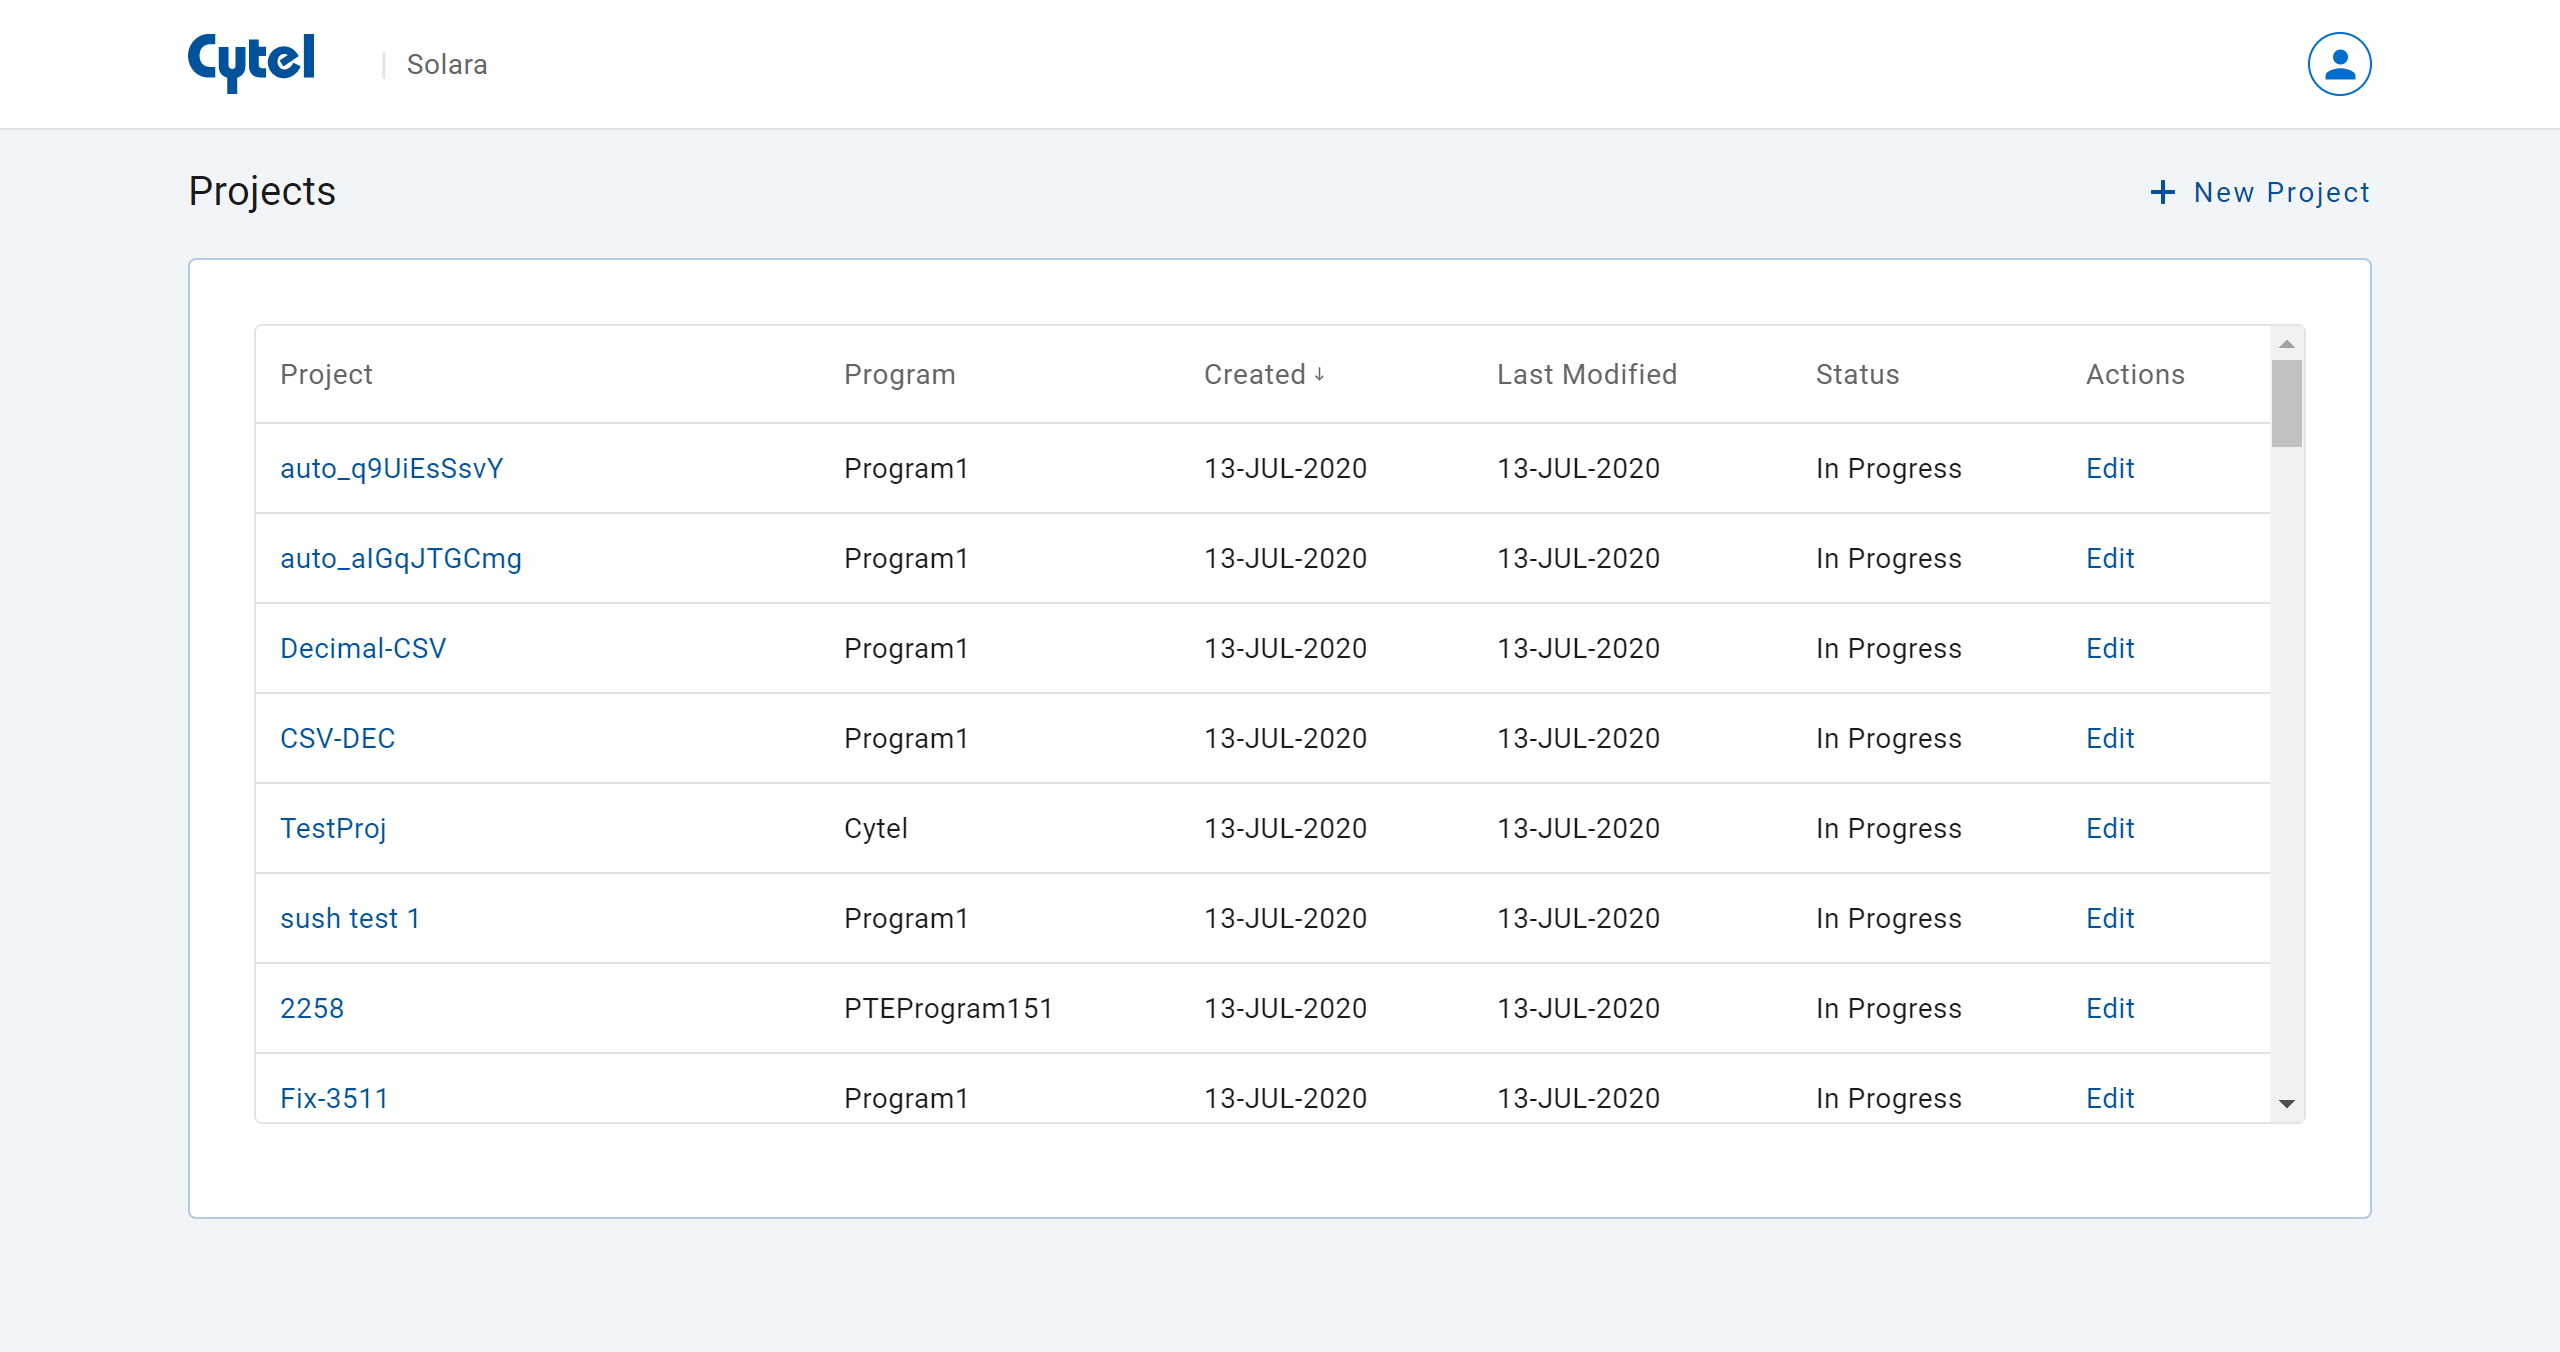 Cytel | Solara
Projects
+ New Project
Project Program Created ↓ Last Modified Status Actions
auto_q9UiEsSsvY Program1 13-JUL-2020 13-JUL-2020 In Progress Edit
auto_aIGqJTGCmg Program1 13-JUL-2020 13-JUL-2020 In Progress Edit
Decimal-CSV Program1 13-JUL-2020 13-JUL-2020 In Progress Edit
CSV-DEC Program1 13-JUL-2020 13-JUL-2020 In Progress Edit
TestProj Cytel 13-JUL-2020 13-JUL-2020 In Progress Edit
sush test 1 Program1 13-JUL-2020 13-JUL-2020 In Progress Edit
2258 PTEProgram151 13-JUL-2020 13-JUL-2020 In Progress Edit
Fix-3511 Program1 13-JUL-2020 13-JUL-2020 In Progress Edit